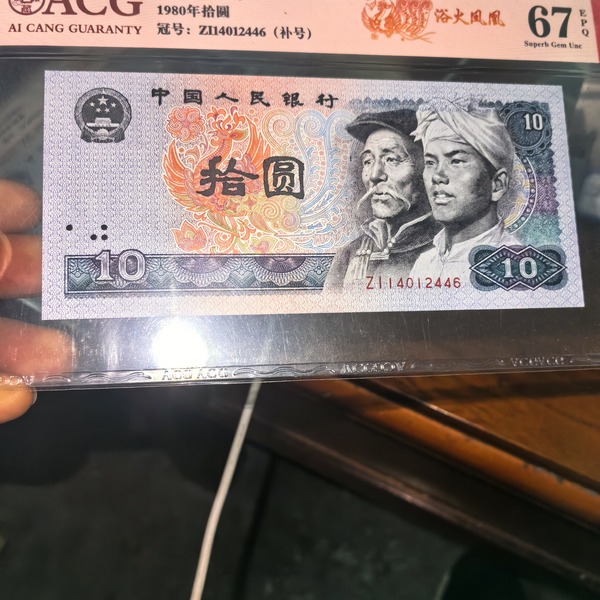 ACG
AI CANG GUARANTY
1980年拾圆
冠号：ZI14012446（补号）
浴火凤凰
67
EPQ
Superb Gem Unc
中国人民银行
10
拾圆
10
ZI14012446
10